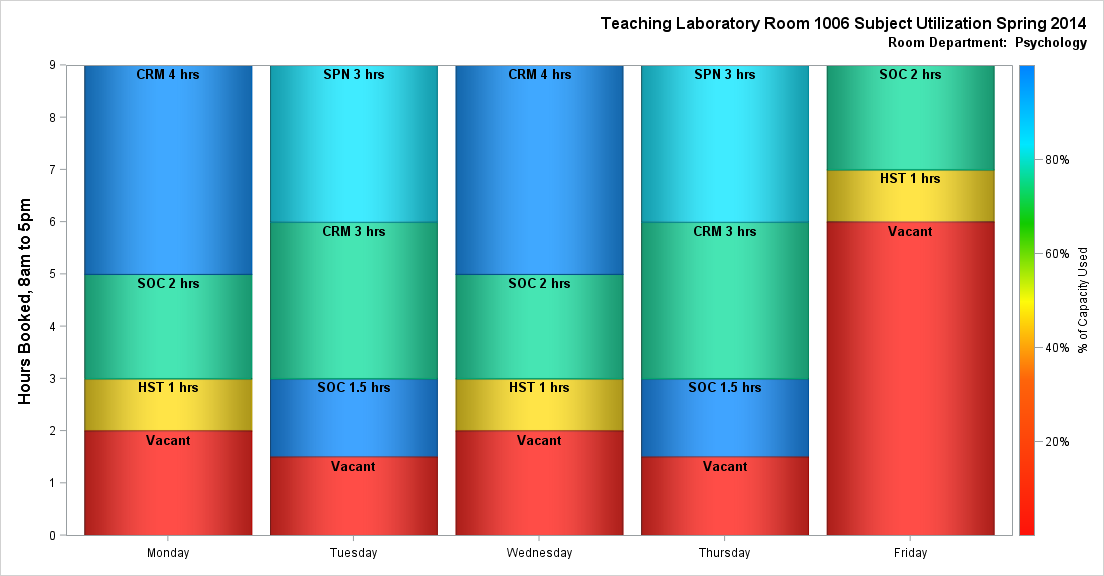 Teaching Laboratory Room 1006 Subject Utilization Spring 2014
Room Department: Psychology
Hours Booked, 8am to 5pm
9
8
7
6
5
4
3
2
1
0
CRM 4 hrs
SOC 2 hrs
HST 1 hrs
Vacant
Monday
SPN 3 hrs
CRM 3 hrs
SOC 1.5 hrs
Vacant
Tuesday
CRM 4 hrs
SOC 2 hrs
HST 1 hrs
Vacant
Wednesday
SPN 3 hrs
CRM 3 hrs
SOC 1.5 hrs
Vacant
Thursday
SOC 2 hrs
HST 1 hrs
Vacant
Friday
80%
60%
40%
20%
% of Capacity Used